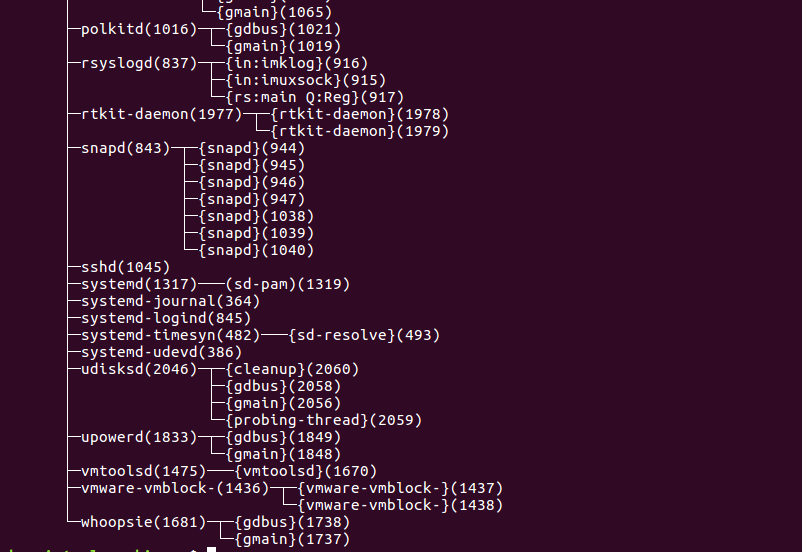 {gmain}(1065)
polkitd(1016) {gdbus}(1021)
{gmain}(1019)
rsyslogd(837) {in:imklog}(916)
{in:imuxsock}(915)
{rs:main Q:Reg}(917)
rtkit-daemon(1977) {rtkit-daemon}(1978)
{rtkit-daemon}(1979)
snapd(843) {snapd}(944)
{snapd}(945)
{snapd}(946)
{snapd}(947)
{snapd}(1038)
{snapd}(1039)
{snapd}(1040)
sshd(1045)
systemd(1317) (sd-pam)(1319)
systemd-journal(364)
systemd-logind(845)
systemd-timesyn(482) {sd-resolve}(493)
systemd-udevd(386)
udisksd(2046) {cleanup}(2060)
{gdbus}(2058)
{gmain}(2056)
{probing-thread}(2059)
upowerd(1833) {gdbus}(1849)
{gmain}(1848)
vmtoolsd(1475) {vmtoolsd}(1670)
vmware-vmblock-(1436) {vmware-vmblock-}(1437)
{vmware-vmblock-}(1438)
whoopsie(1681) {gdbus}(1738)
{gmain}(1737)